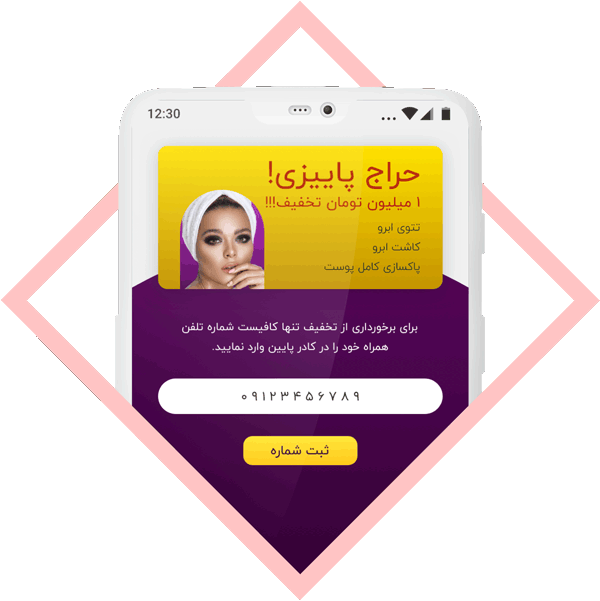 12:30
حراج پاییزی!
۱ میلیون تومان تخفیف!!!
تتوی ابرو
کاشت ابرو
پاکسازی کامل پوست
برای برخورداری از تخفیف تنها کافیست شماره تلفن
همراه خود را در کادر پایین وارد نمایید.
۰۹۱۲۳۴۵۶۷۸۹
ثبت شماره